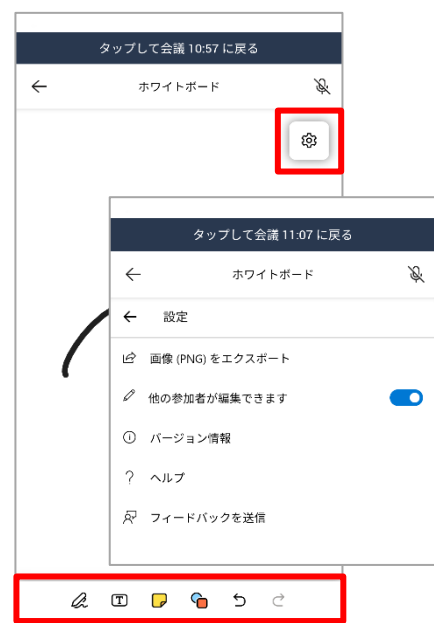 タップして会議 10:57 に戻る
ホワイトボード
タップして会議 11:07 に戻る
ホワイトボード
設定
画像 (PNG) をエクスポート
他の参加者が編集できます
バージョン情報
ヘルプ
フィードバックを送信